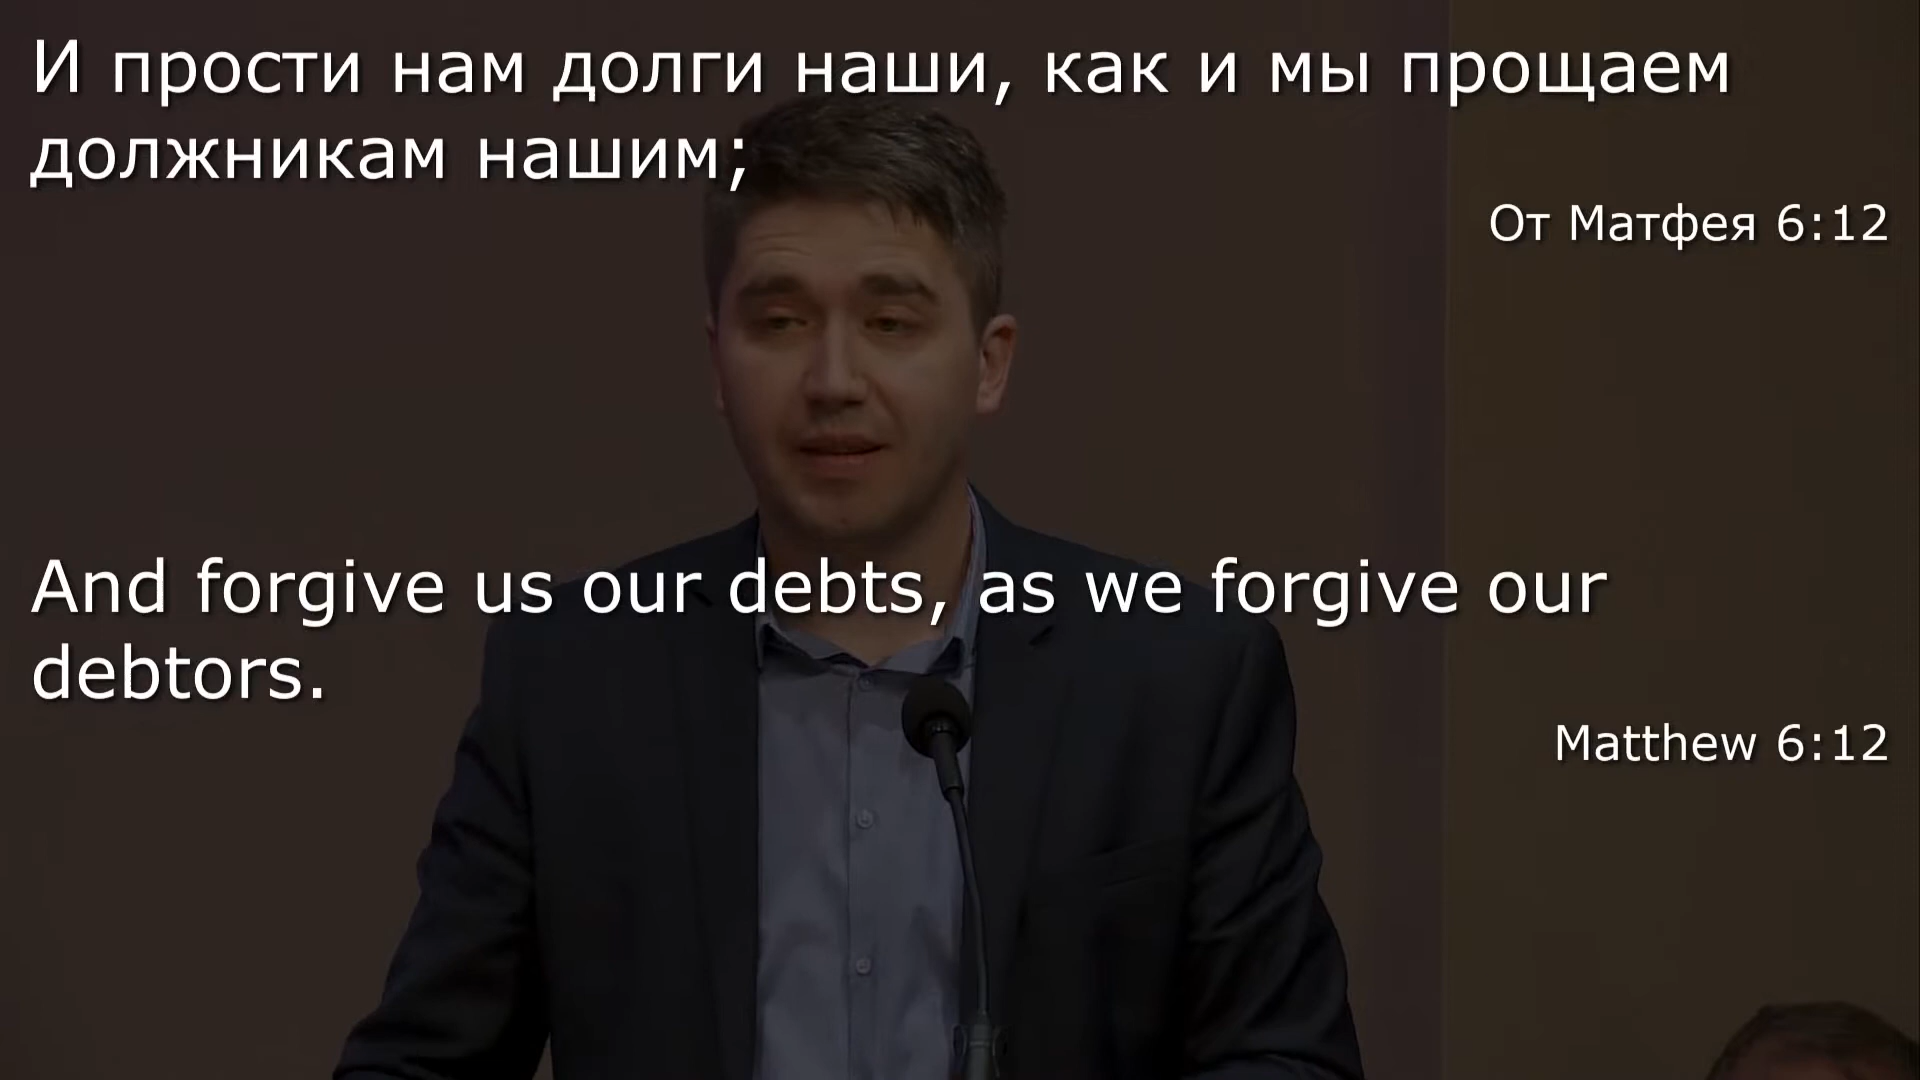 И прости нам долги наши, как и мы прощаем
должникам нашим;
От Матфея 6:12
And forgive us our debts, as we forgive our
debtors.
Matthew 6:12